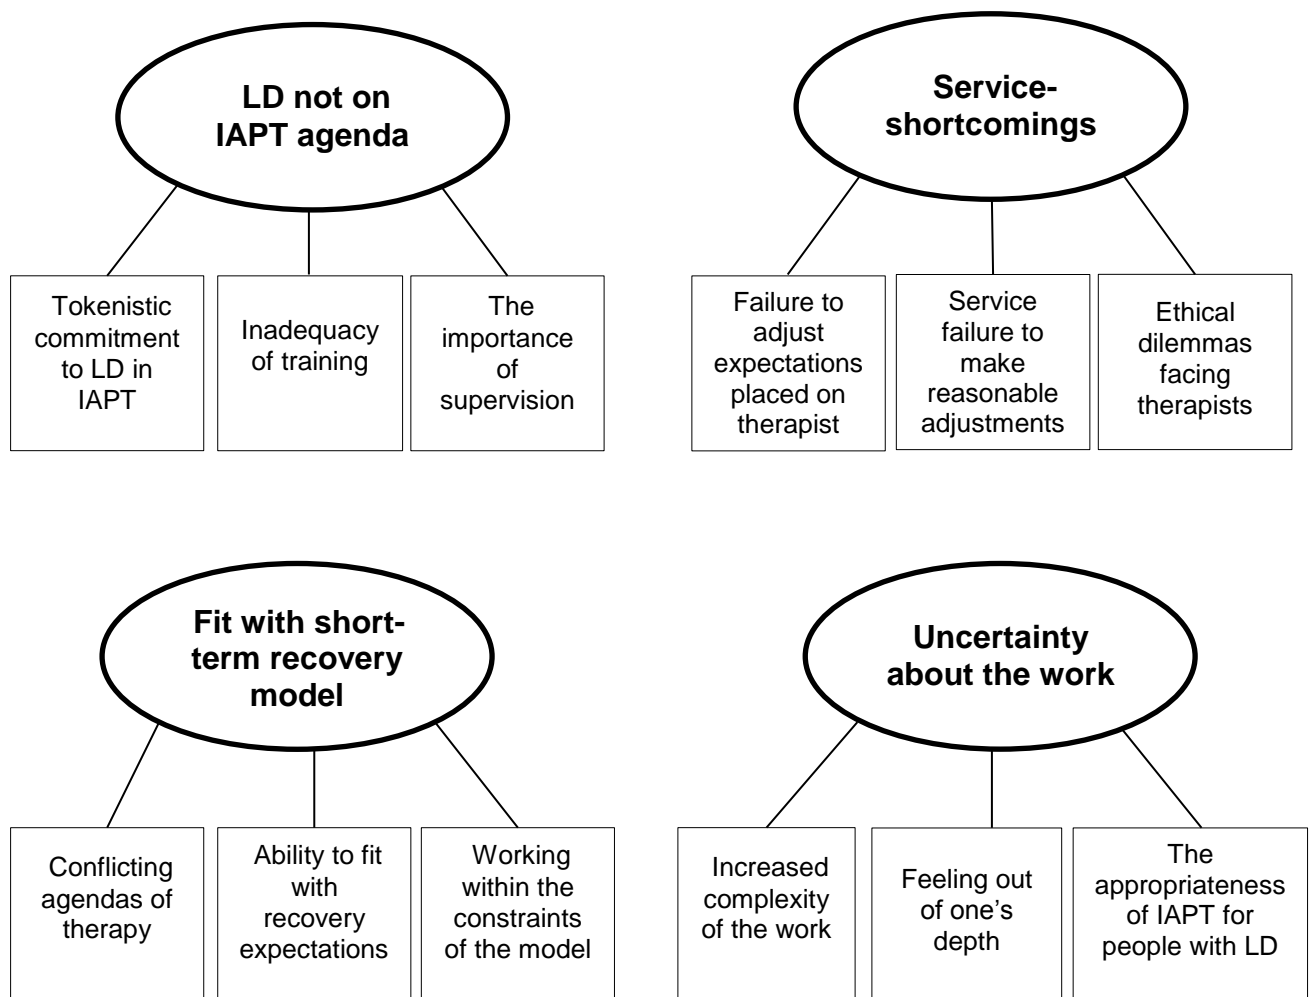 LD not on
IAPT agenda
Tokenistic
commitment
to LD in
IAPT
Inadequacy
of training
The
importance
of
supervision
Service-
shortcomings
Failure to
adjust
expectations
placed on
therapist
Service
failure to
make
reasonable
adjustments
Ethical
dilemmas
facing
therapists
Fit with short-
term recovery
model
Conflicting
agendas of
therapy
Ability to fit
with
recovery
expectations
Working
within the
constraints
of the model
Uncertainty
about the work
Increased
complexity
of the work
Feeling out
of one’s
depth
The
appropriateness
of IAPT for
people with LD